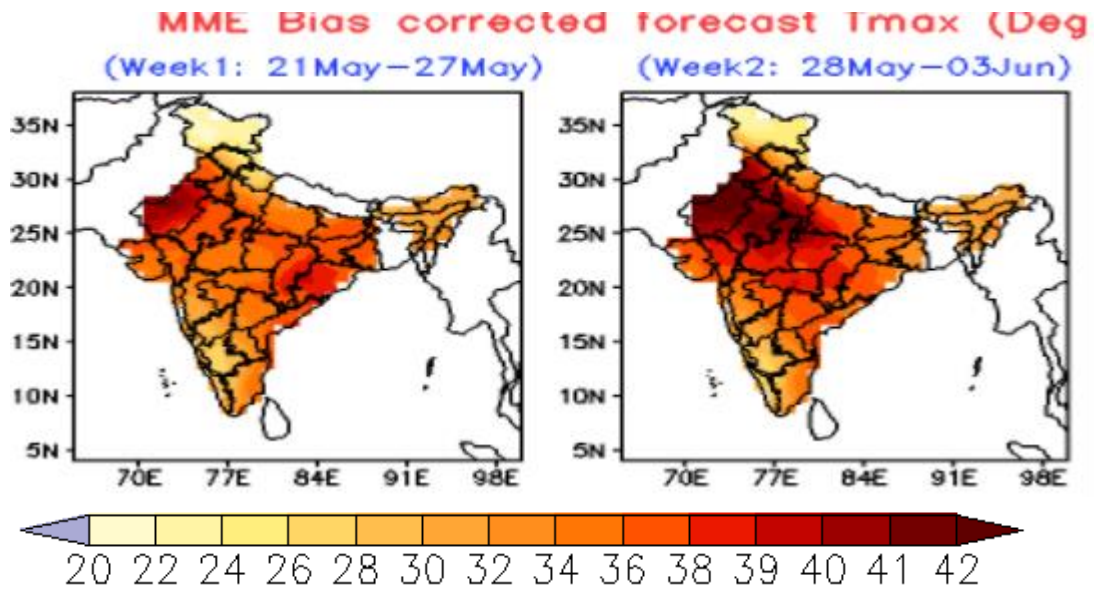 MME Bias corrected forecast Tmax (Deg
(Week1: 21May-27May)
(Week2: 28May-03Jun)
35N
30N
25N
20N
15N
10N
5N
70E 77E 84E 91E 98E
35N
30N
25N
20N
15N
10N
5N
70E 77E 84E 91E 98E
20 22 24 26 28 30 32 34 36 38 39 40 41 42